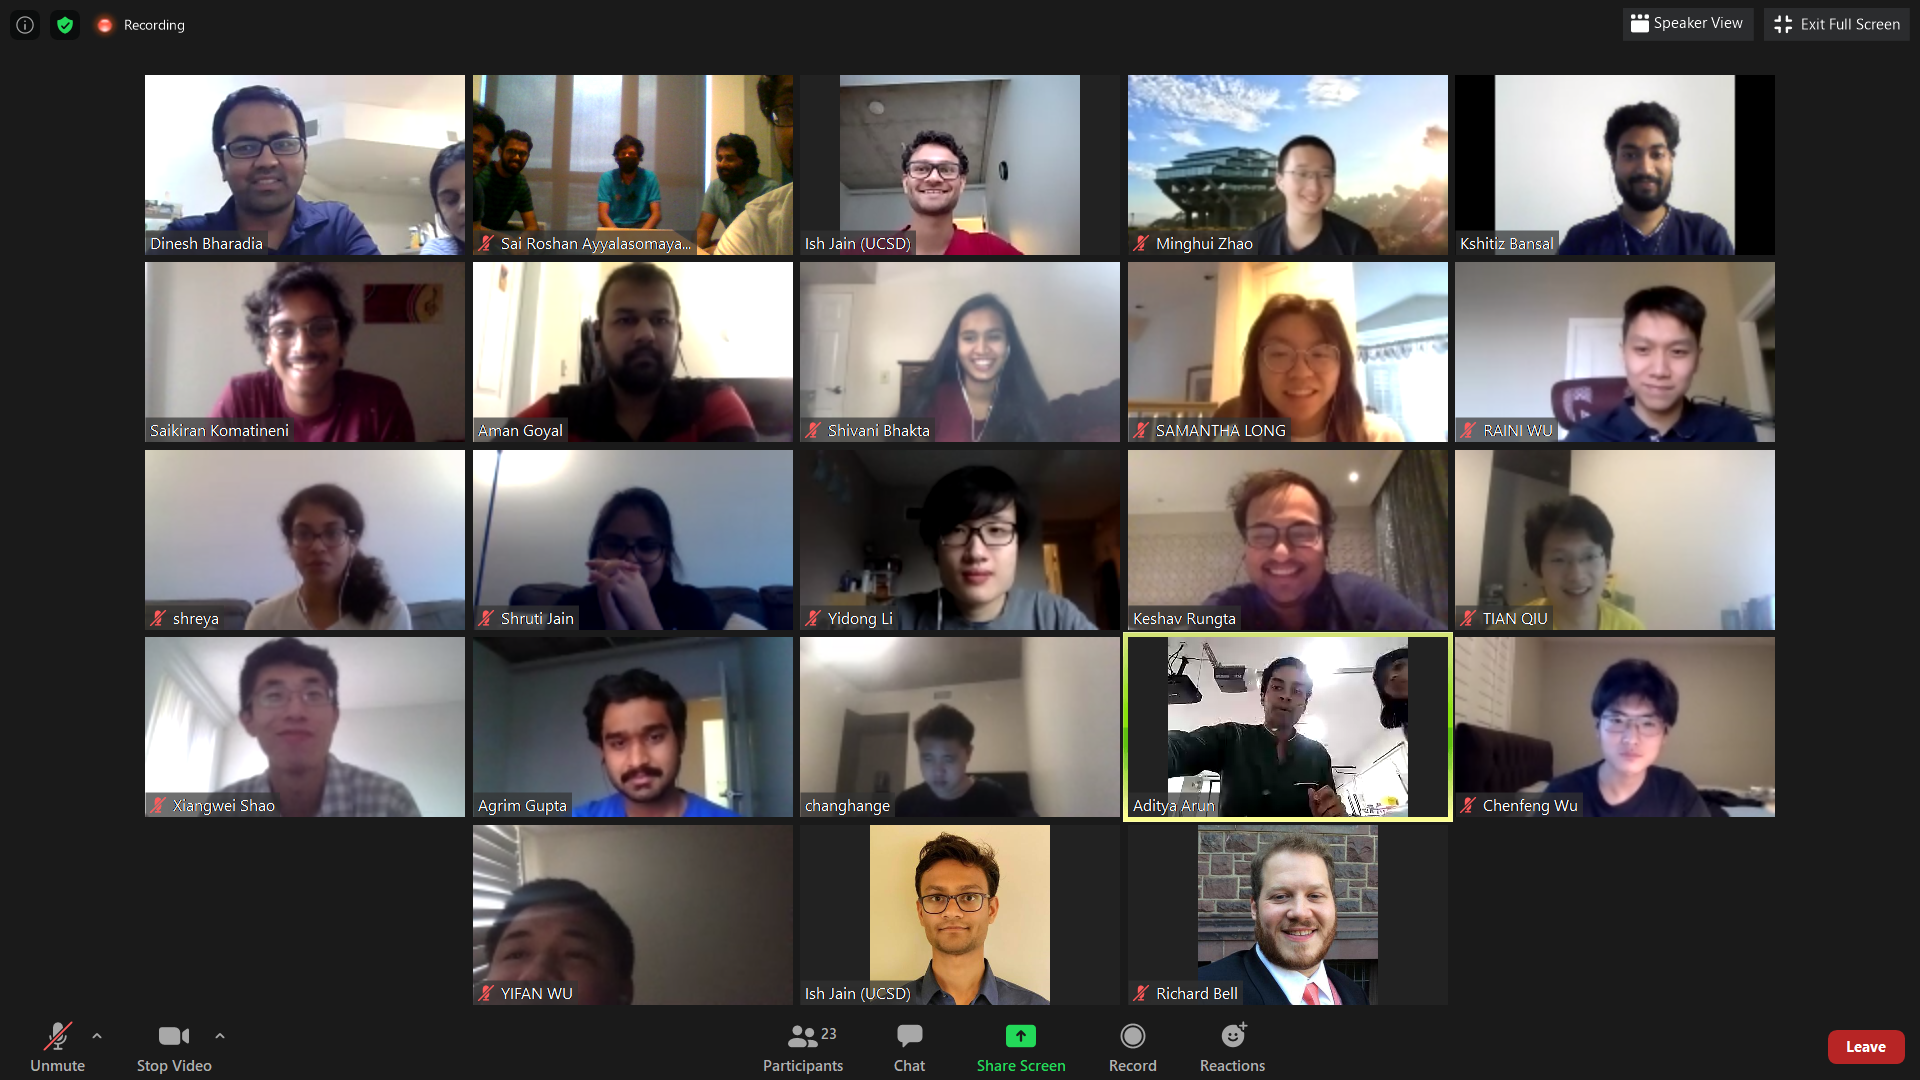 Recording
Speaker View
Exit Full Screen
Dinesh Bharadia
Sai Roshan Ayyalasomaya...
Ish Jain (UCSD)
Minghui Zhao
Kshitiz Bansal
Saikiran Komatineni
Aman Goyal
Shivani Bhakta
SAMANTHA LONG
RAINI WU
shreya
Shruti Jain
Yidong Li
Keshav Rungta
TIAN QIU
Xiangwei Shao
Agrim Gupta
changhange
Aditya Arun
Chenfeng Wu
YIFAN WU
Ish Jain (UCSD)
Richard Bell
Unmute
Stop Video
23
Participants
Chat
Share Screen
Record
Reactions
Leave